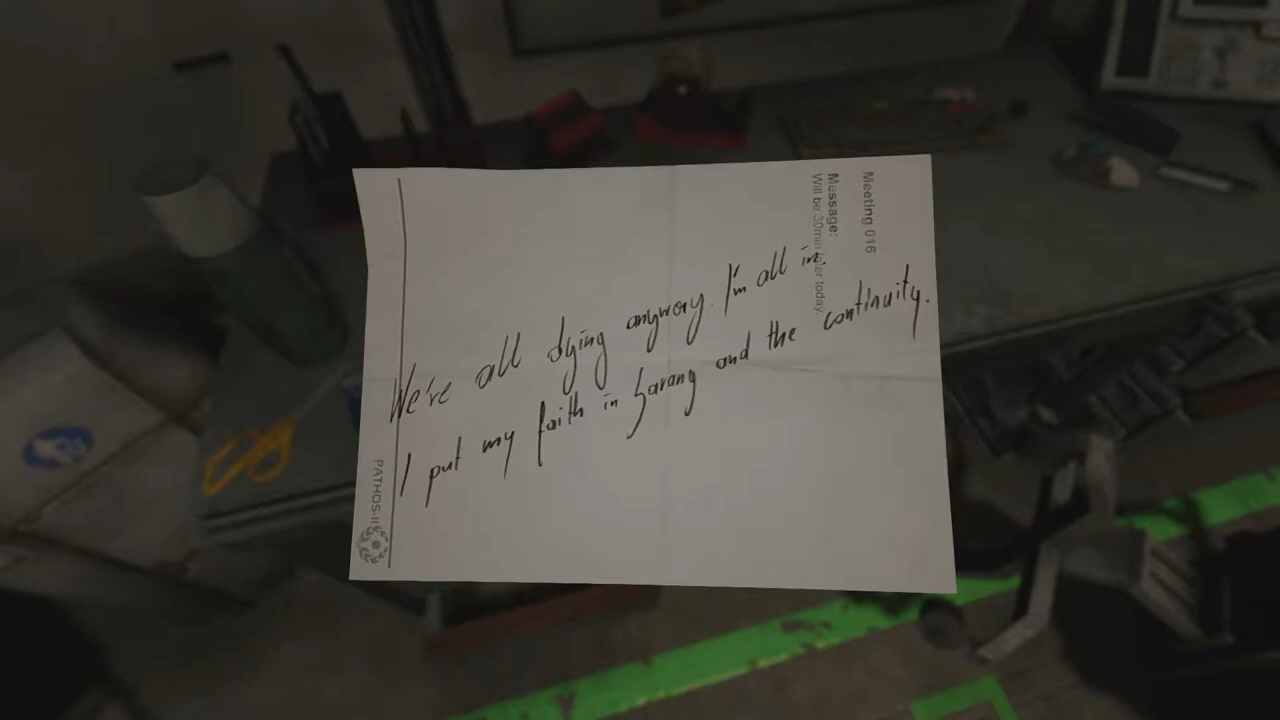 Meeting 016
Message:
Will be 30min later today.
We're all dying anyway. I'm all in.
I put my faith in Sarang and the continuity.
PATHOS-II